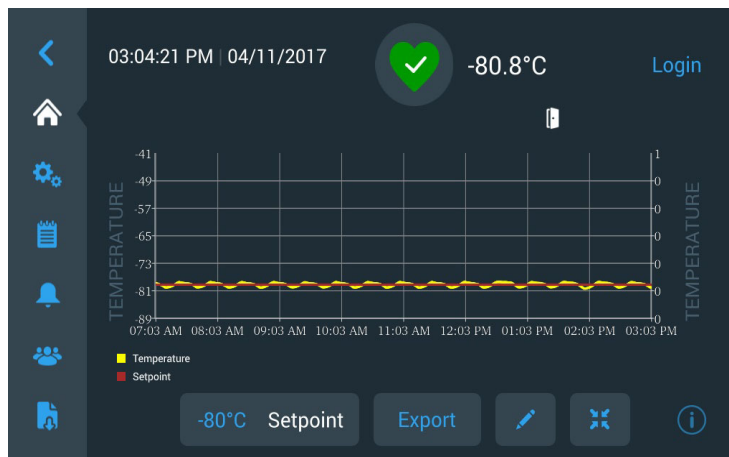 03:04:21 PM | 04/11/2017
-80.8°C
Login
TEMPERATURE
-41
-49
-57
-65
-73
-81
-89
1
0
0
0
0
0
0
TEMPERATURE
07:03 AM 08:03 AM 09:03 AM 10:03 AM 11:03 AM 12:03 PM 01:03 PM 02:03 PM 03:03 PM
Temperature
Setpoint
-80°C Setpoint
Export